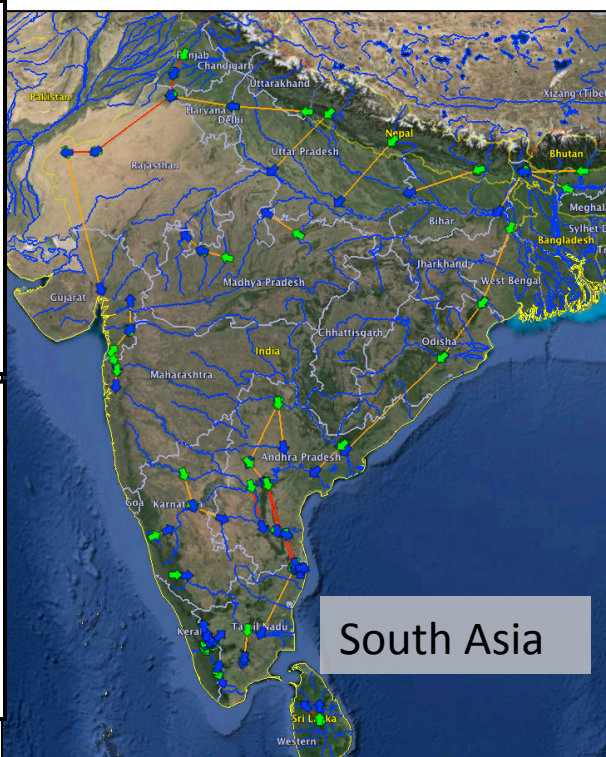 Punjab
Chandigarh
Uttarakhand
Xizang (Tibet
Pakistan
Haryana
Delhi
Nepal
Uttar Pradesh
Bhutan
Rajasthan
Meghal
Bihar
Sylhet D
Bangladesh
Jharkhand
Gujarat
Madhya Pradesh
West Bengal
Chhattisgarh
Odisha
India
Maharashtra
Andhra Pradesh
Goa
Karnataka
Kerala
Tamil Nadu
South Asia
Sri Lanka
Western